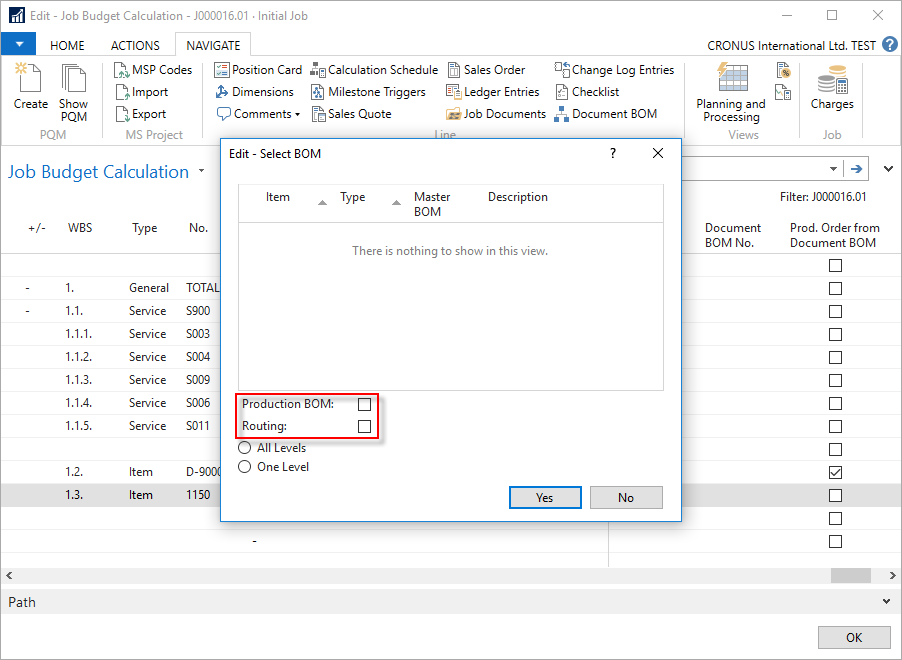 Edit - Job Budget Calculation - J000016.01 · Initial Job
HOME ACTIONS NAVIGATE CRONUS International Ltd. TEST ?
MSP Codes Position Card Calculation Schedule Sales Order Change Log Entries
Import Dimensions Milestone Triggers Ledger Entries Checklist
Export Comments Sales Quote Job Documents Document BOM
Create Show PQM Planning and Processing Charges
PQM MS Project Line Views Job
Edit - Select BOM ?
Job Budget Calculation
Filter: J000016.01
+/- WBS Type No. Document BOM No. Prod. Order from Document BOM
Item Type Master BOM Description
There is nothing to show in this view.
- 1. General TOTAL
- 1.1. Service S900
1.1.1. Service S003
1.1.2. Service S004
1.1.3. Service S009
1.1.4. Service S006
1.1.5. Service S011
1.2. Item D-9000
1.3. Item 1150
-
Production BOM:
Routing:
All Levels
One Level
Yes No
Path
OK